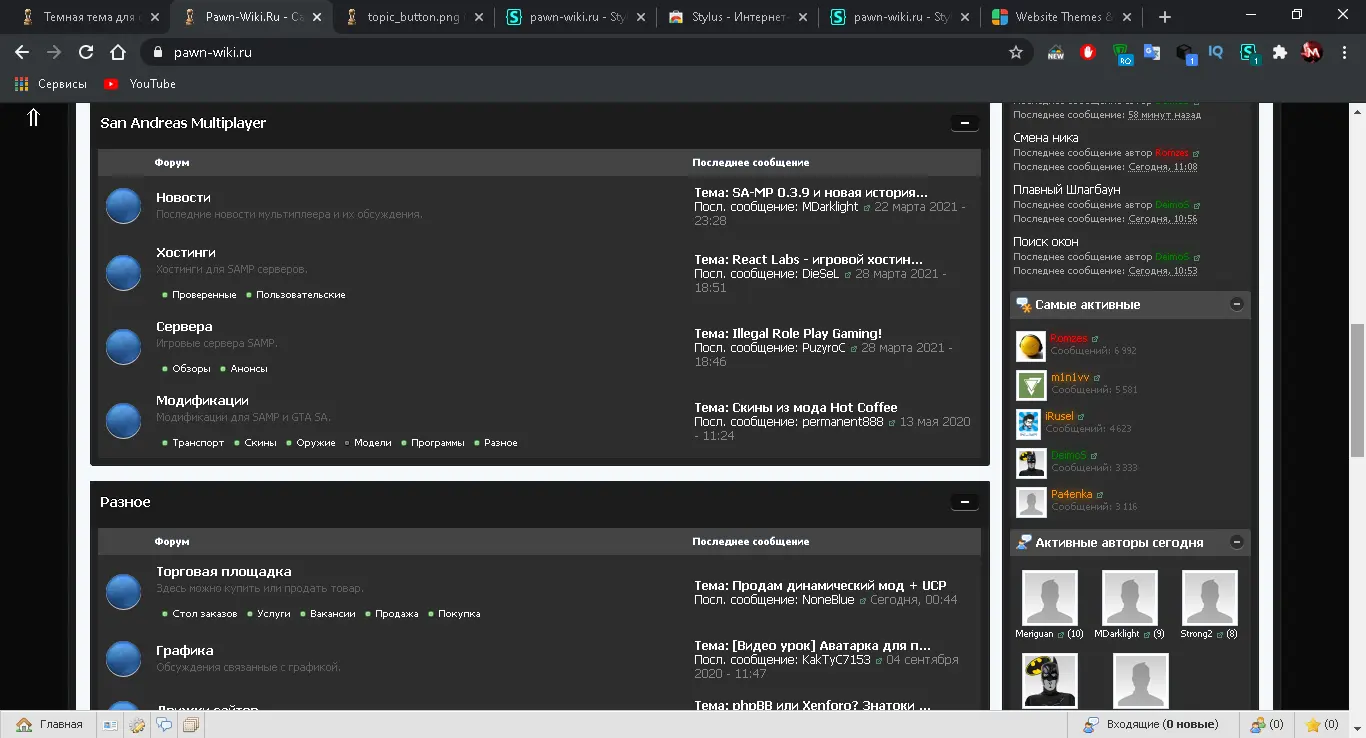 Темная тема для
Pawn-Wiki.Ru - Са
topic_button.png
pawn-wiki.ru - Sty
Stylus - Интернет-
pawn-wiki.ru - Sty
Website Themes &
pawn-wiki.ru
NEW
RQ
1
IQ
1
Сервисы
YouTube
⇑
San Andreas Multiplayer
Форум
Последнее сообщение
Новости
Последние новости мультиплеера и их обсуждения.
Тема: SA-MP 0.3.9 и новая история...
Посл. сообщение: MDarklight 22 марта 2021 -
23:28
Хостинги
Хостинги для SAMP серверов.
Проверенные
Пользовательские
Тема: React Labs - игровой хостин...
Посл. сообщение: DieSeL 28 марта 2021 -
18:51
Сервера
Игровые сервера SAMP.
Обзоры
Анонсы
Тема: Illegal Role Play Gaming!
Посл. сообщение: PuzyroC 28 марта 2021 -
18:46
Модификации
Модификации для SAMP и GTA SA.
Транспорт
Скины
Оружие
Модели
Программы
Разное
Тема: Скины из мода Hot Coffee
Посл. сообщение: permanent888 13 мая 2020
- 11:24
Разное
Форум
Последнее сообщение
Торговая площадка
Здесь можно купить или продать товар.
Стол заказов
Услуги
Вакансии
Продажа
Покупка
Тема: Продам динамический мод + UCP
Посл. сообщение: NoneBlue Сегодня, 00:44
Графика
Обсуждения связанные с графикой.
Тема: [Видео урок] Аватарка для п...
Посл. сообщение: KakTyC7153 04 сентября
2020 - 11:47
Дружки сайтов
Тема: phpBB или Xenforo? Знатоки ...
Последнее сообщение автор DeimoS
Последнее сообщение: 58 минут назад
Смена ника
Последнее сообщение автор Romzes
Последнее сообщение: Сегодня, 11:08
Плавный Шлагбаун
Последнее сообщение автор DeimoS
Последнее сообщение: Сегодня, 10:56
Поиск окон
Последнее сообщение автор DeimoS
Последнее сообщение: Сегодня, 10:53
Самые активные
Romzes
Сообщений: 6 992
m1n1vv
Сообщений: 5 581
iRusel
Сообщений: 4 623
DeimoS
Сообщений: 3 333
Pa4enka
Сообщений: 3 116
Активные авторы сегодня
Meriguan (10)
MDarklight (9)
Strong2 (8)
Главная
Входящие (0 новые)
(0)
(0)